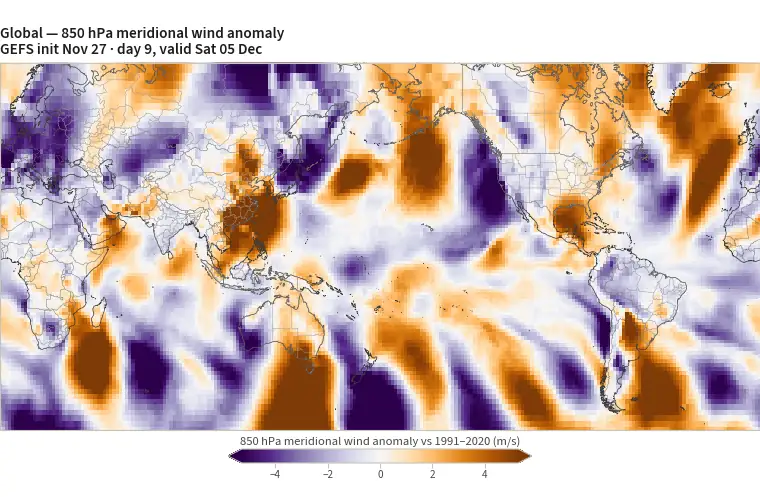 Global — 850 hPa meridional wind anomaly
GEFS init Nov 27 · day 9, valid Sat 05 Dec
850 hPa meridional wind anomaly vs 1991–2020 (m/s)
−4 −2 0 2 4